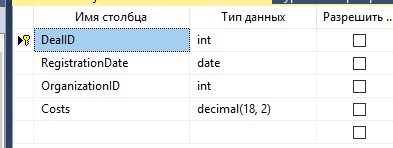 Имя столбца Тип данных Разрешить ...
DealID int
RegistrationDate date
OrganizationID int
Costs decimal(18, 2)